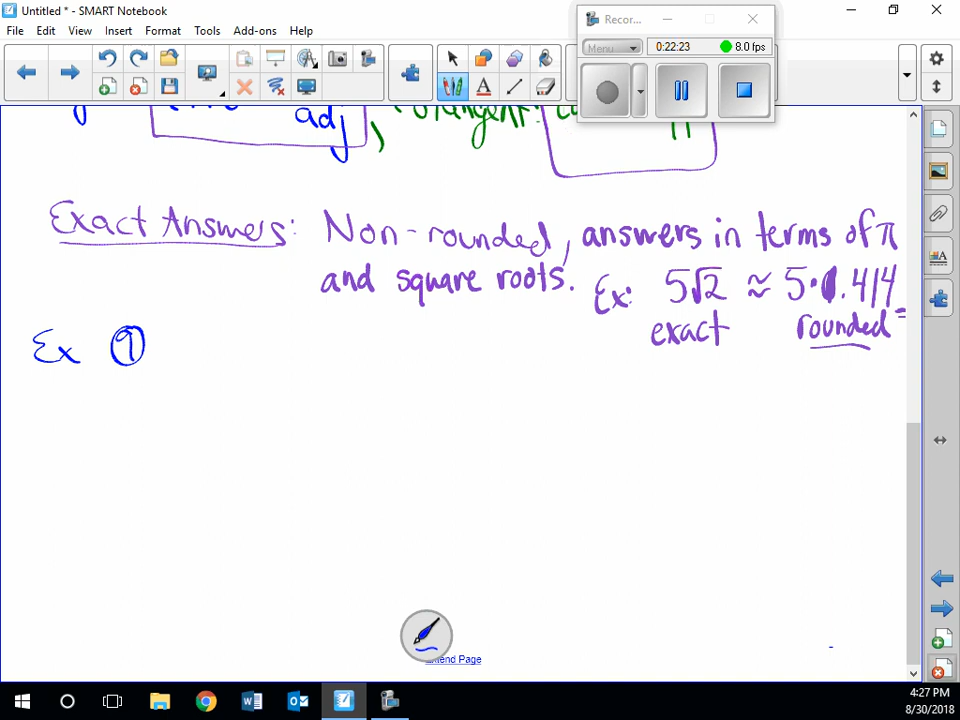 Untitled * - SMART Notebook
File Edit View Insert Format Tools Add-ons Help
Recor...
Menu
0:22:23
8.0 fps
adj
Exact Answers: Non-rounded, answers in terms of π
and square roots. Ex: 5√2 ≈ 5·1.414
exact rounded
Ex 1
Extend Page
4:27 PM
8/30/2018